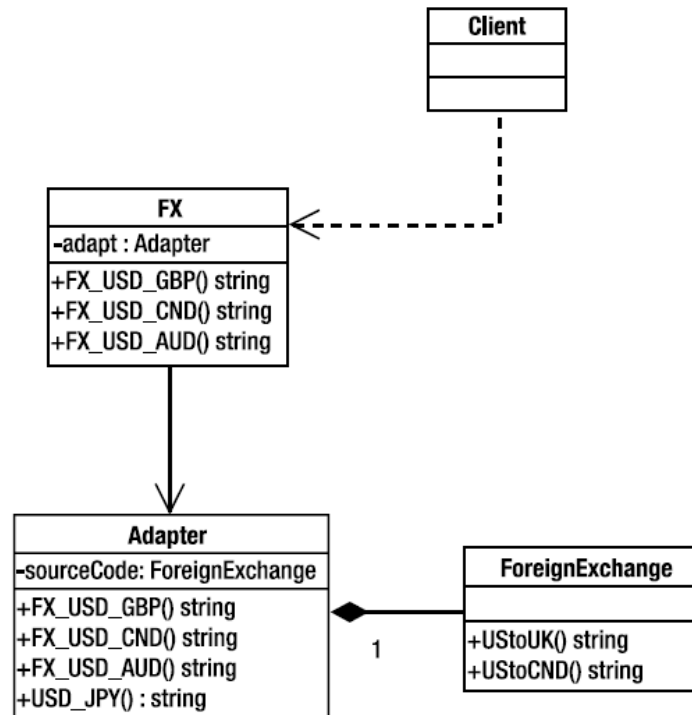 Client
FX
-adapt : Adapter
+FX_USD_GBP() string
+FX_USD_CND() string
+FX_USD_AUD() string
Adapter
-sourceCode: ForeignExchange
+FX_USD_GBP() string
+FX_USD_CND() string
+FX_USD_AUD() string
+USD_JPY() : string
1
ForeignExchange
+UStoUK() string
+UStoCND() string